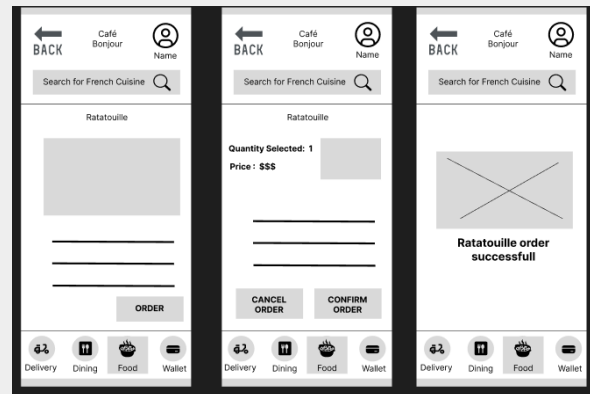 BACK
Café
Bonjour
Name
Search for French Cuisine
Ratatouille
ORDER
Delivery
Dining
Food
Wallet
BACK
Café
Bonjour
Name
Search for French Cuisine
Ratatouille
Quantity Selected: 1
Price : $$$
CANCEL
ORDER
CONFIRM
ORDER
Delivery
Dining
Food
Wallet
BACK
Café
Bonjour
Name
Search for French Cuisine
Ratatouille order
successfull
Delivery
Dining
Food
Wallet